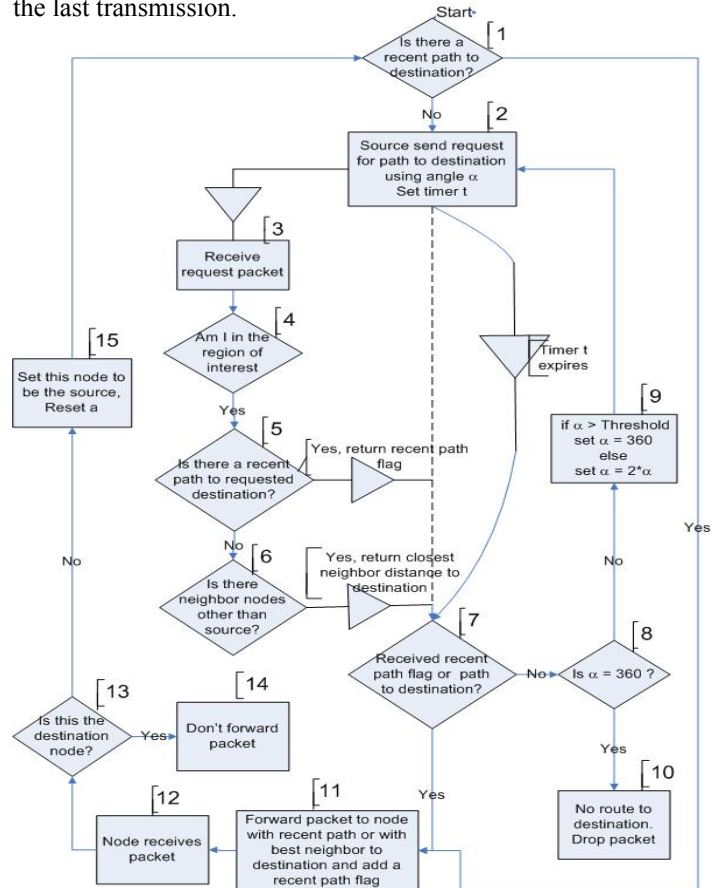 the last transmission.
Start
1
Is there a
recent path to
destination?
No
2
Source send request
for path to destination
using angle α
Set timer t
3
Receive
request packet
4
Am I in the
region of
interest
Yes
5
Is there a recent
path to requested
destination?
Yes, return recent path
flag
No
6
Is there
neighbor nodes
other than
source?
Yes, return closest
neighbor distance to
destination
Timer t
expires
7
Received recent
path flag or path
to destination?
No
8
Is α = 360 ?
No
9
if α > Threshold
set α = 360
else
set α = 2*α
Yes
Yes
10
No route to
destination.
Drop packet
Yes
11
Forward packet to node
with recent path or with
best neighbor to
destination and add a
recent path flag
12
Node receives
packet
13
Is this the
destination
node?
Yes
14
Don't forward
packet
No
15
Set this node to
be the source,
Reset a